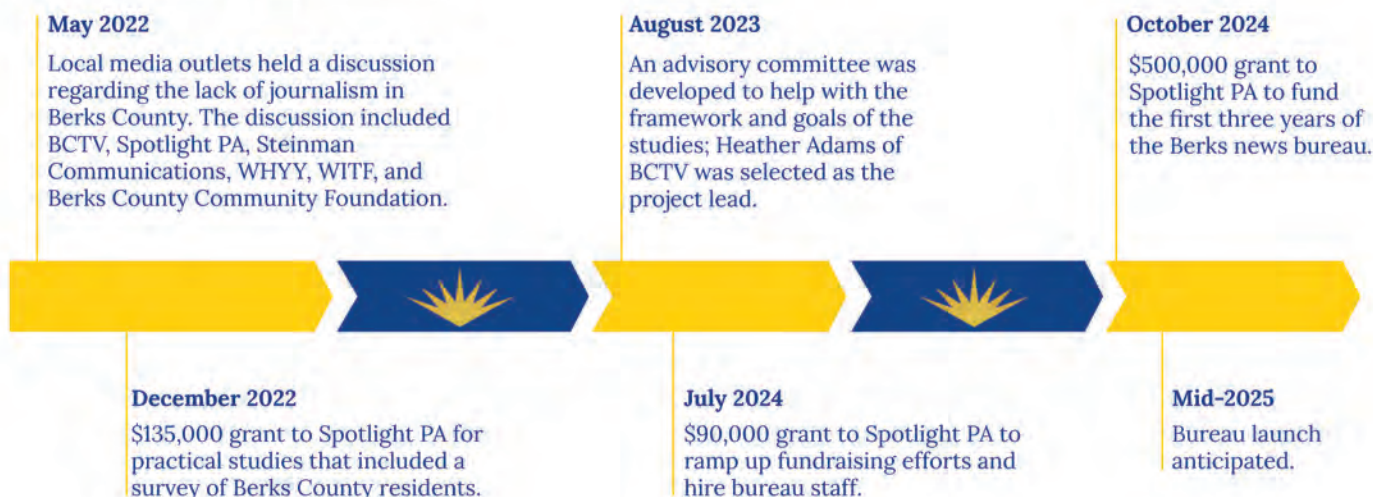 May 2022
Local media outlets held a discussion
regarding the lack of journalism in
Berks County. The discussion included
BCTV, Spotlight PA, Steinman
Communications, WHYY, WITF, and
Berks County Community Foundation.
August 2023
An advisory committee was
developed to help with the
framework and goals of the
studies; Heather Adams of
BCTV was selected as the
project lead.
October 2024
$500,000 grant to
Spotlight PA to fund
the first three years of
the Berks news bureau.
December 2022
$135,000 grant to Spotlight PA for
practical studies that included a
survey of Berks County residents.
July 2024
$90,000 grant to Spotlight PA to
ramp up fundraising efforts and
hire bureau staff.
Mid-2025
Bureau launch
anticipated.